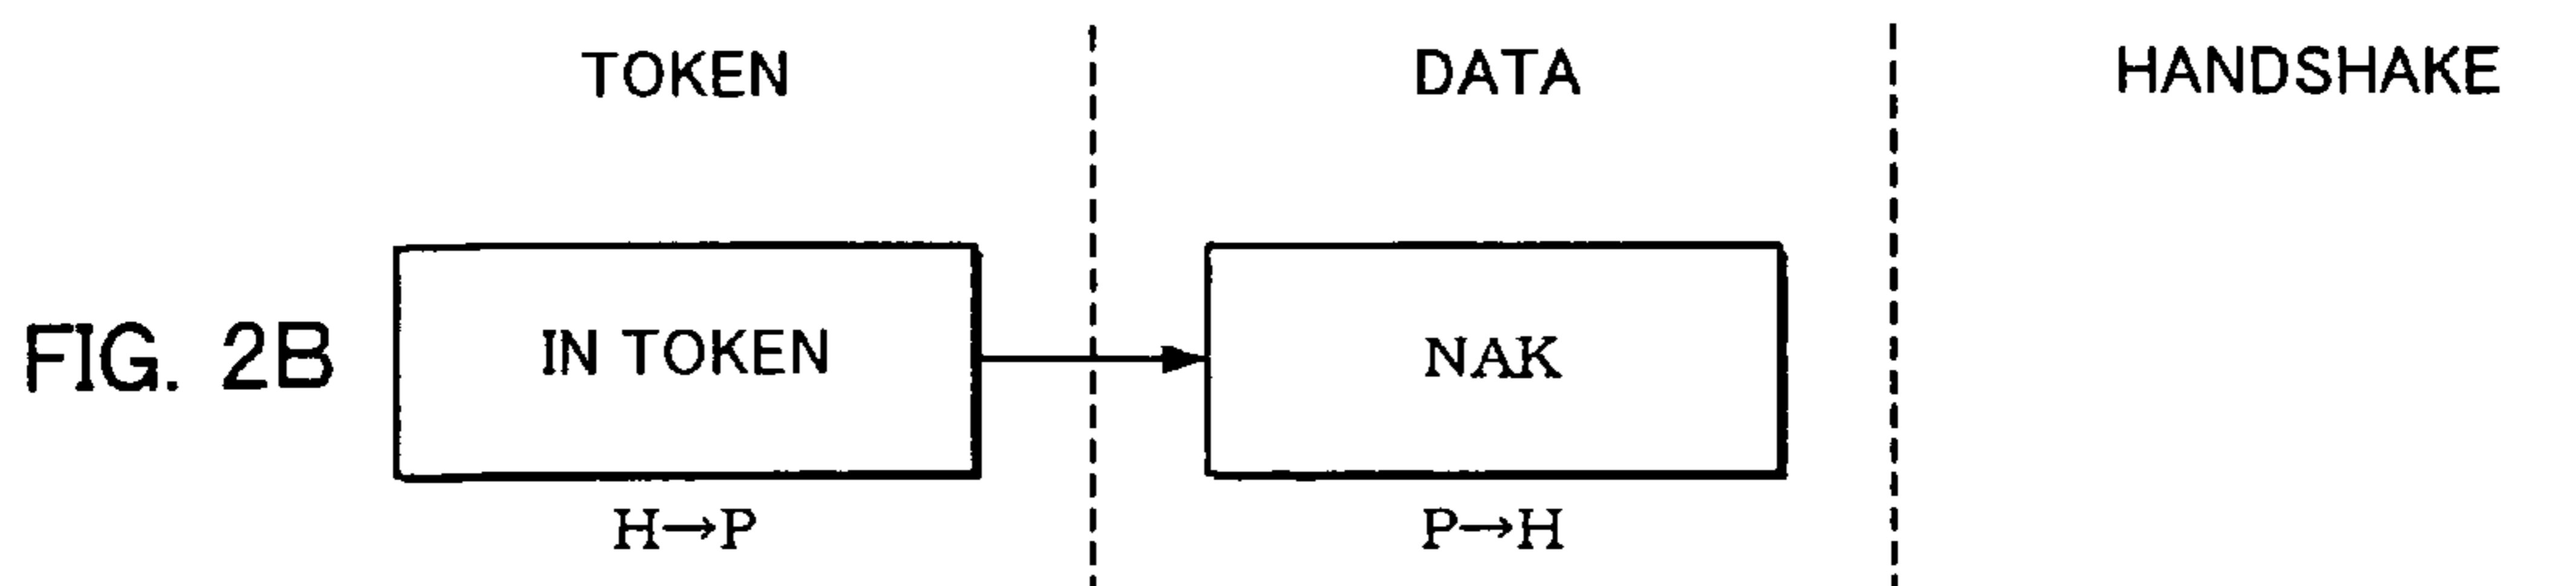 TOKEN DATA HANDSHAKE
FIG. 2B IN TOKEN NAK
H→P P→H